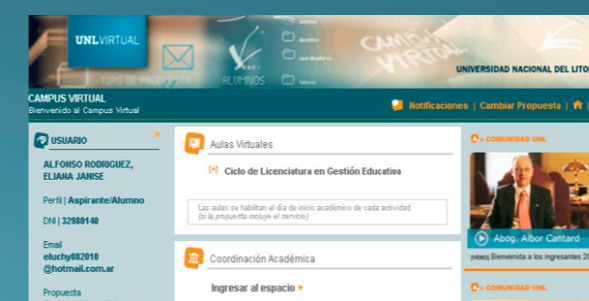 UNLVIRTUAL
TIPO DE PROPUESTA
ALUMNOS
CAMPUS
VIRTUAL
UNIVERSIDAD NACIONAL DEL LITO
CAMPUS VIRTUAL
Bienvenido al Campus Virtual
Notificaciones | Cambiar Propuesta |
USUARIO
ALFONSO RODRIGUEZ,
ELIANA JANISE
Perfil | Aspirante/Alumno
DNI | 32980140
Email
eluchy882010
@hotmail.com.ar
Propuesta
Aulas Virtuales
[+] Ciclo de Licenciatura en Gestión Educativa
Las aulas se habilitan el día de inicio académico de cada actividad
(si la propuesta incluye el servicio)
Coordinación Académica
Ingresar al espacio
COMUNIDAD UNL
Abog. Albor Cantard
Bienvenida a los ingresantes 20
COMUNIDAD UNL